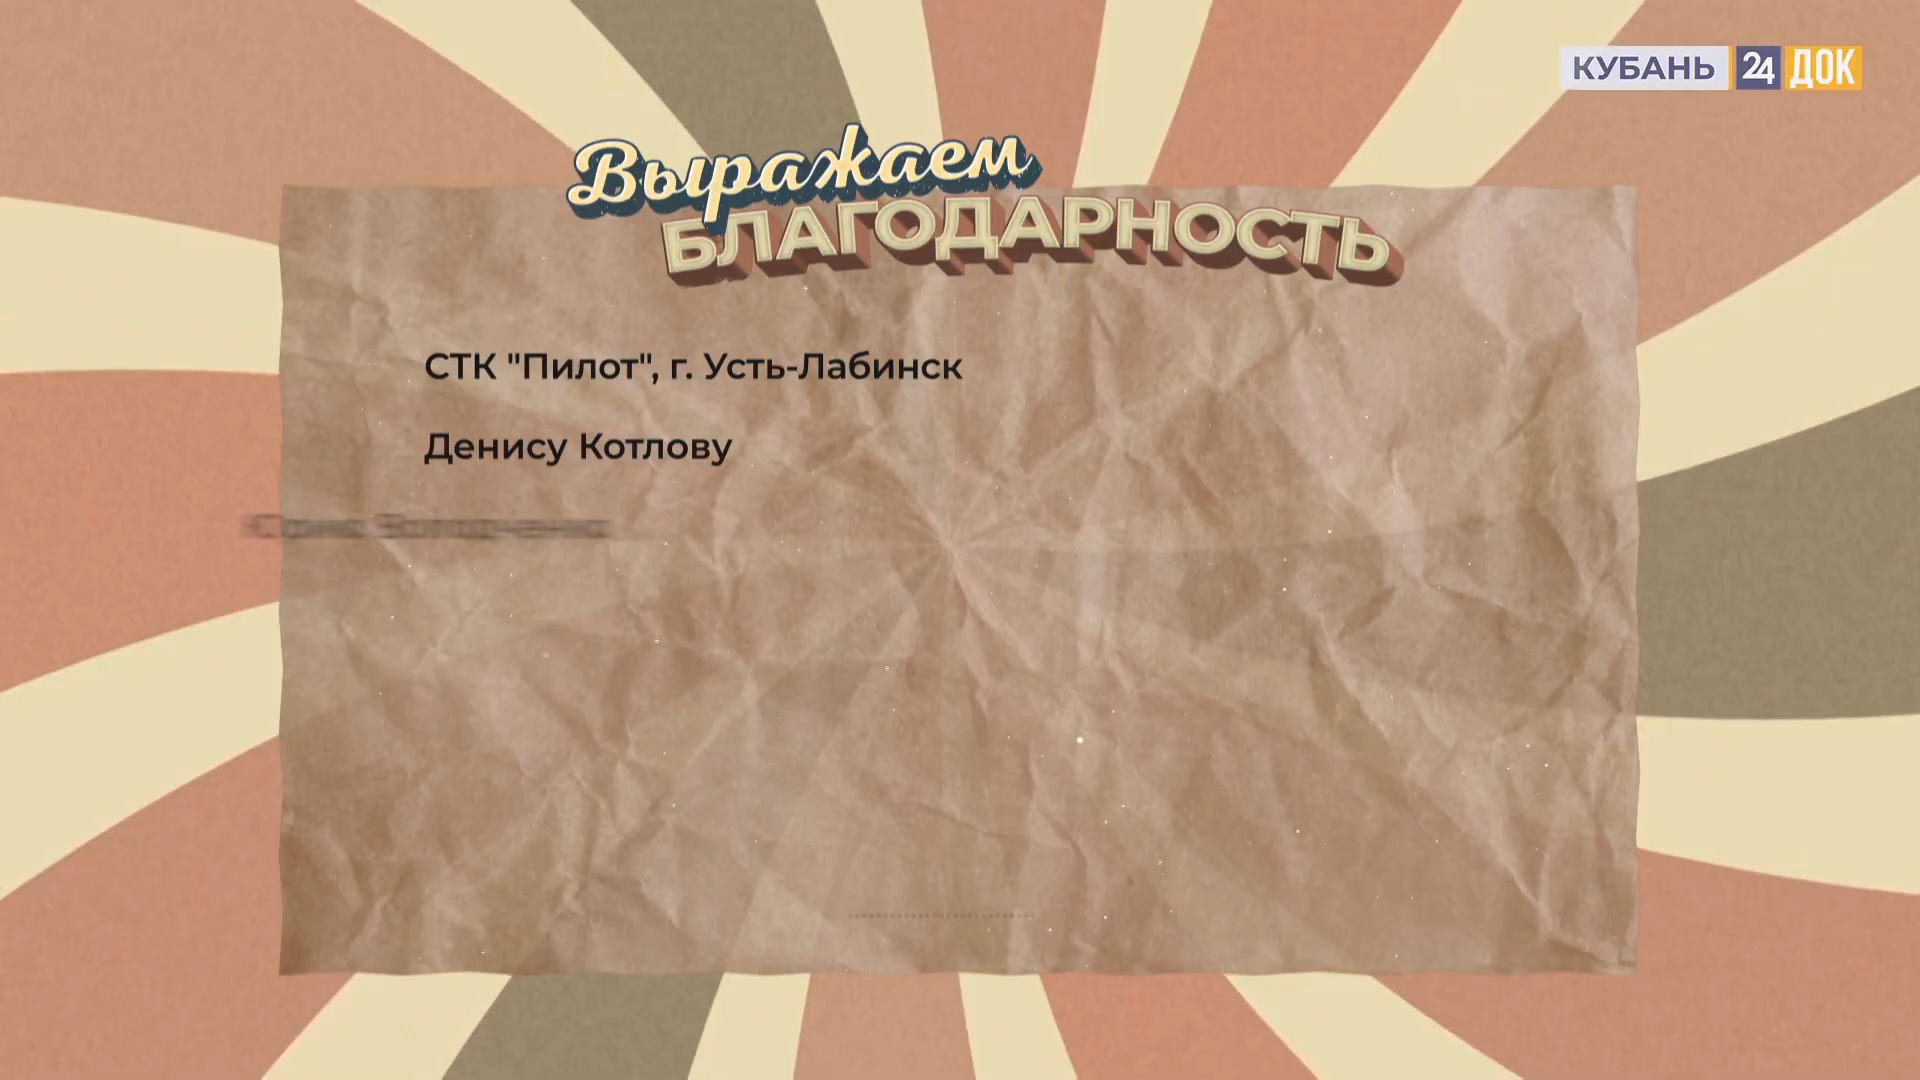 КУБАНЬ 24 ДОК
Выражаем
БЛАГОДАРНОСТЬ
СТК "Пилот", г. Усть-Лабинск
Денису Котлову